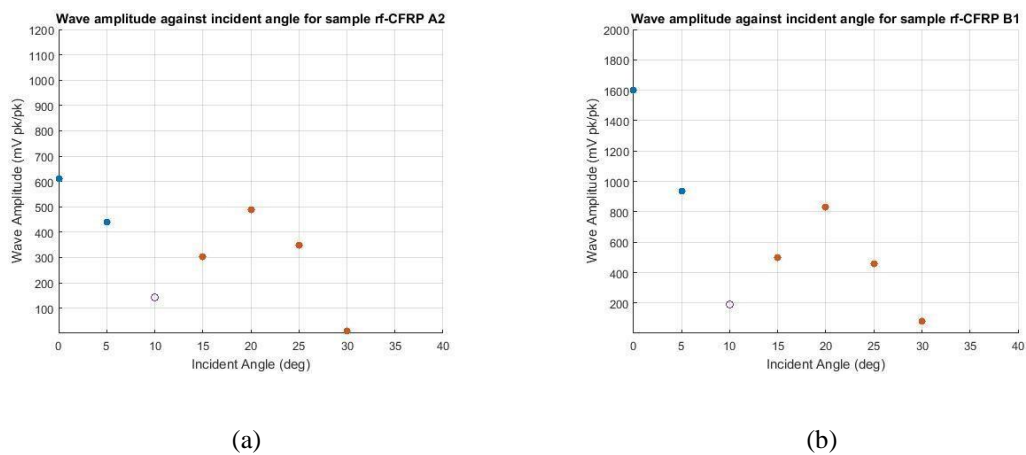 Wave amplitude against incident angle for sample rf-CFRP A2
1200
1100
1000
900
800
700
600
500
400
300
200
100
0 5 10 15 20 25 30 35 40
Wave Amplitude (mV pk/pk)
Incident Angle (deg)
(a)
Wave amplitude against incident angle for sample rf-CFRP B1
2000
1800
1600
1400
1200
1000
800
600
400
200
0 5 10 15 20 25 30 35 40
Wave Amplitude (mV pk/pk)
Incident Angle (deg)
(b)